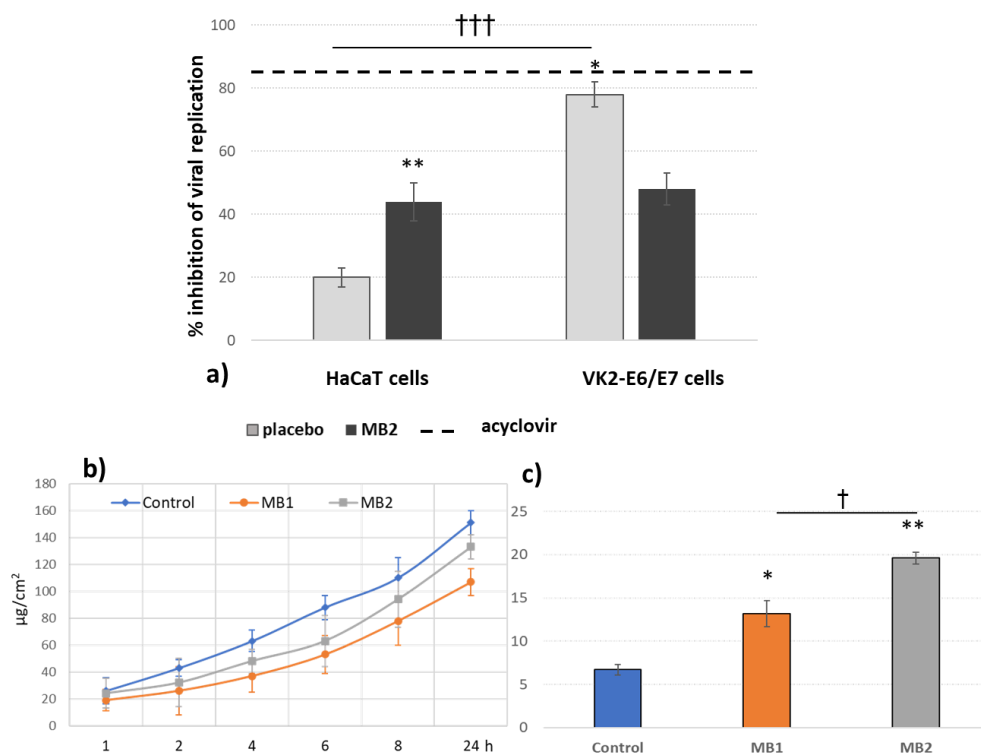 †††
100
80
60
40
20
0
% inhibition of viral replication
*
**
a)
HaCaT cells
VK2-E6/E7 cells
placebo MB2 acyclovir
b)
180
160
140
120
100
80
60
40
20
0
µg/cm²
Control MB1 MB2
1 2 4 6 8 24 h
c)
25
20
15
10
5
0
†
*
**
Control MB1 MB2